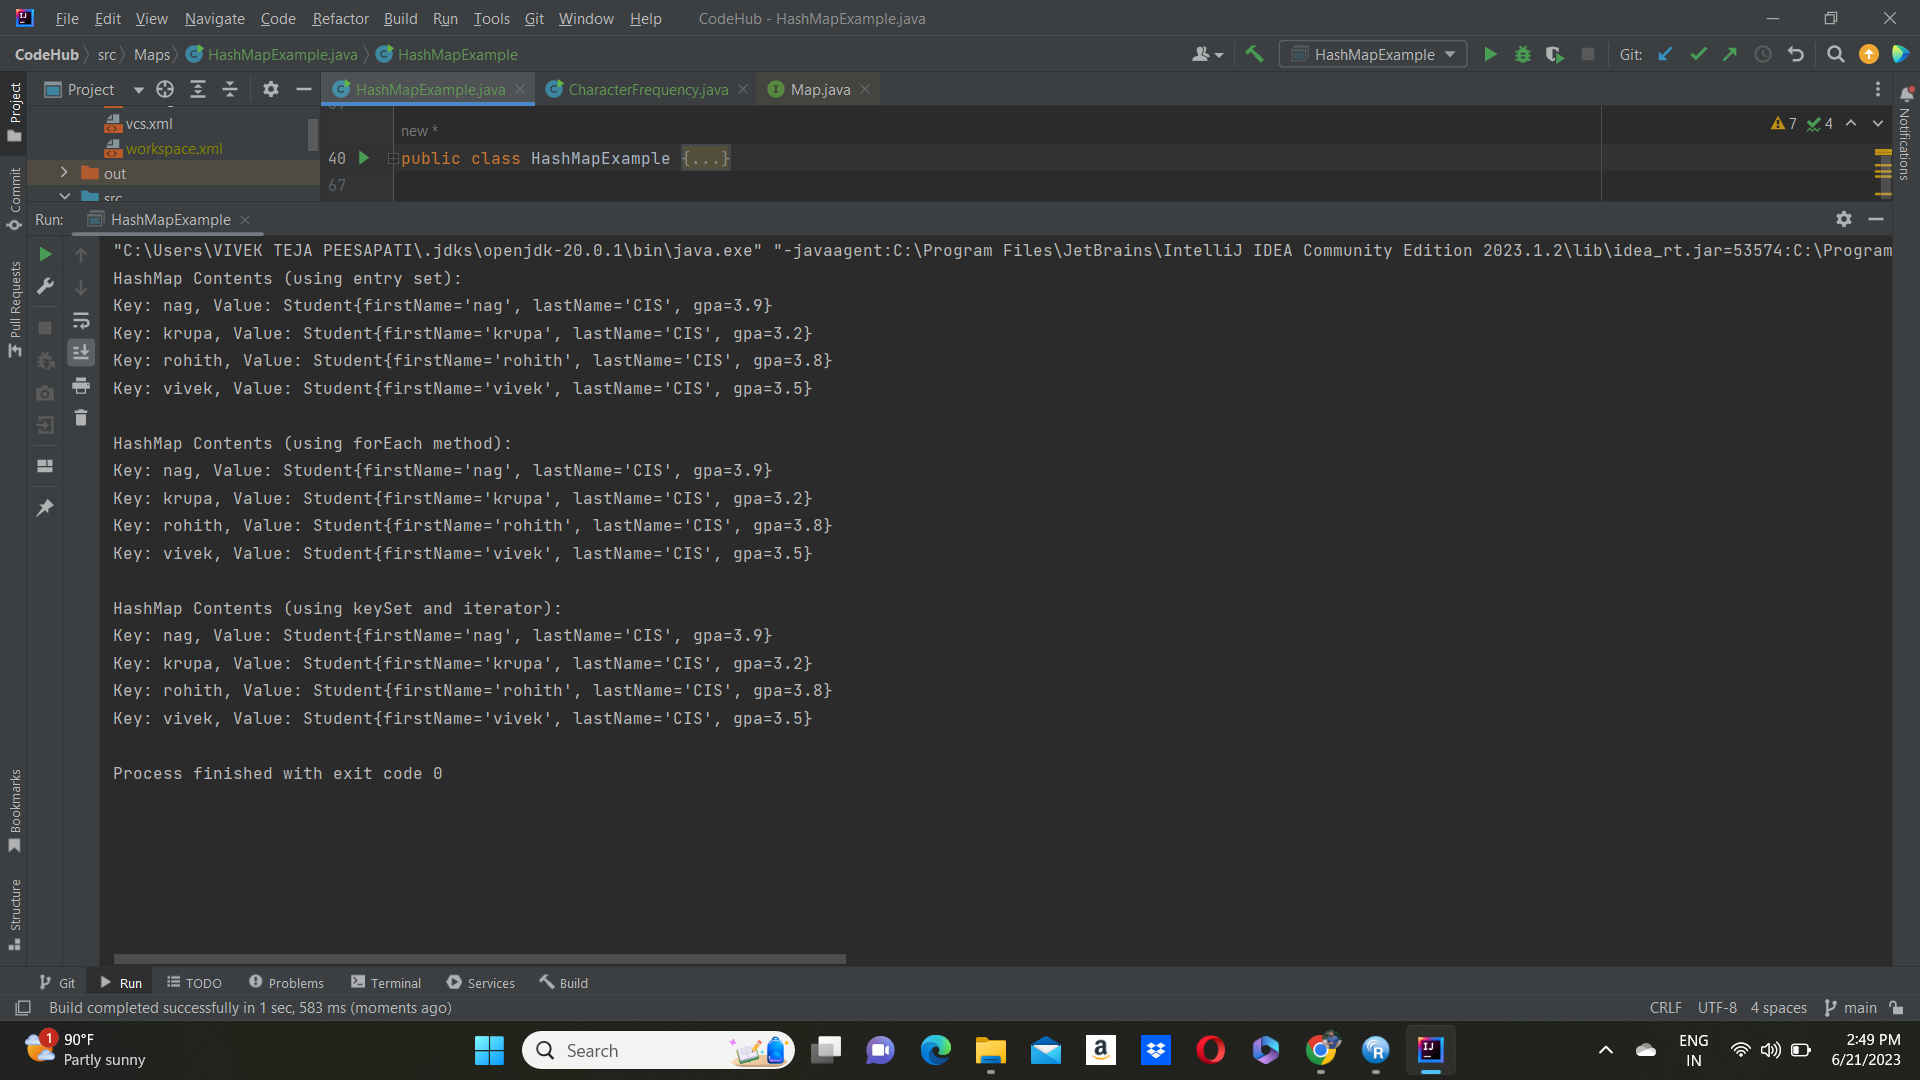 File Edit View Navigate Code Refactor Build Run Tools Git Window Help CodeHub - HashMapExample.java
CodeHub src Maps HashMapExample.java HashMapExample HashMapExample Git:
Project HashMapExample.java CharacterFrequency.java Map.java
Project
Commit
Pull Requests
Bookmarks
Structure
Notifications
vcs.xml
workspace.xml
out
src
new *
7 4
40 public class HashMapExample {...}
67
Run: HashMapExample
"C:\Users\VIVEK TEJA PEESAPATI\.jdks\openjdk-20.0.1\bin\java.exe" "-javaagent:C:\Program Files\JetBrains\IntelliJ IDEA Community Edition 2023.1.2\lib\idea_rt.jar=53574:C:\Program
HashMap Contents (using entry set):
Key: nag, Value: Student{firstName='nag', lastName='CIS', gpa=3.9}
Key: krupa, Value: Student{firstName='krupa', lastName='CIS', gpa=3.2}
Key: rohith, Value: Student{firstName='rohith', lastName='CIS', gpa=3.8}
Key: vivek, Value: Student{firstName='vivek', lastName='CIS', gpa=3.5}
HashMap Contents (using forEach method):
Key: nag, Value: Student{firstName='nag', lastName='CIS', gpa=3.9}
Key: krupa, Value: Student{firstName='krupa', lastName='CIS', gpa=3.2}
Key: rohith, Value: Student{firstName='rohith', lastName='CIS', gpa=3.8}
Key: vivek, Value: Student{firstName='vivek', lastName='CIS', gpa=3.5}
HashMap Contents (using keySet and iterator):
Key: nag, Value: Student{firstName='nag', lastName='CIS', gpa=3.9}
Key: krupa, Value: Student{firstName='krupa', lastName='CIS', gpa=3.2}
Key: rohith, Value: Student{firstName='rohith', lastName='CIS', gpa=3.8}
Key: vivek, Value: Student{firstName='vivek', lastName='CIS', gpa=3.5}
Process finished with exit code 0
Git Run TODO Problems Terminal Services Build
Build completed successfully in 1 sec, 583 ms (moments ago) CRLF UTF-8 4 spaces main
1 90°F
Partly sunny
Search
ENG
IN
2:49 PM
6/21/2023